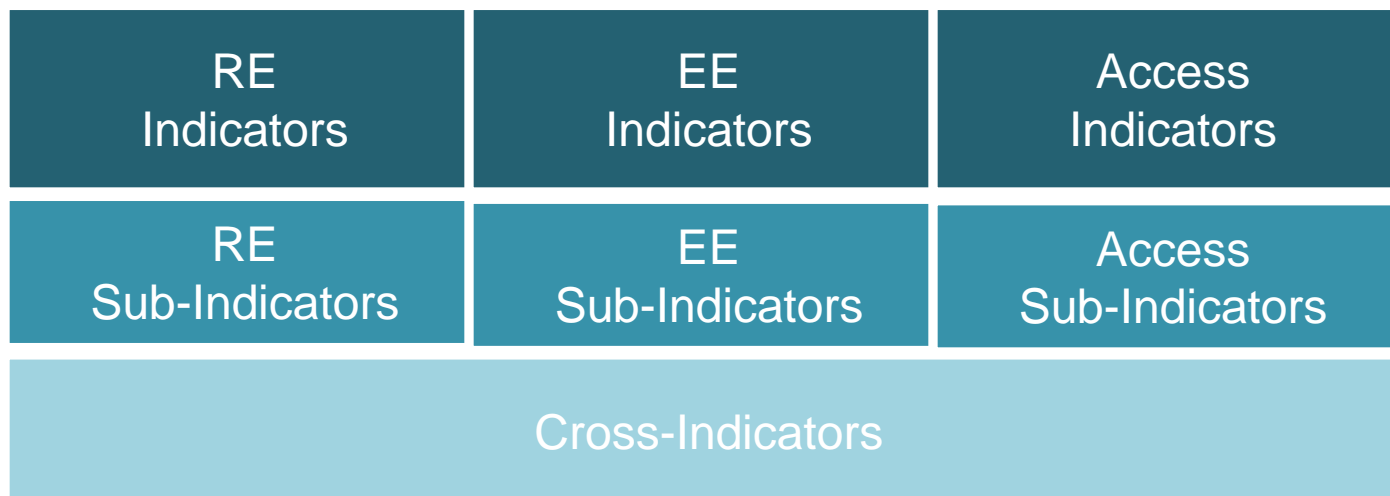 RE
Indicators
EE
Indicators
Access
Indicators
RE
Sub-Indicators
EE
Sub-Indicators
Access
Sub-Indicators
Cross-Indicators